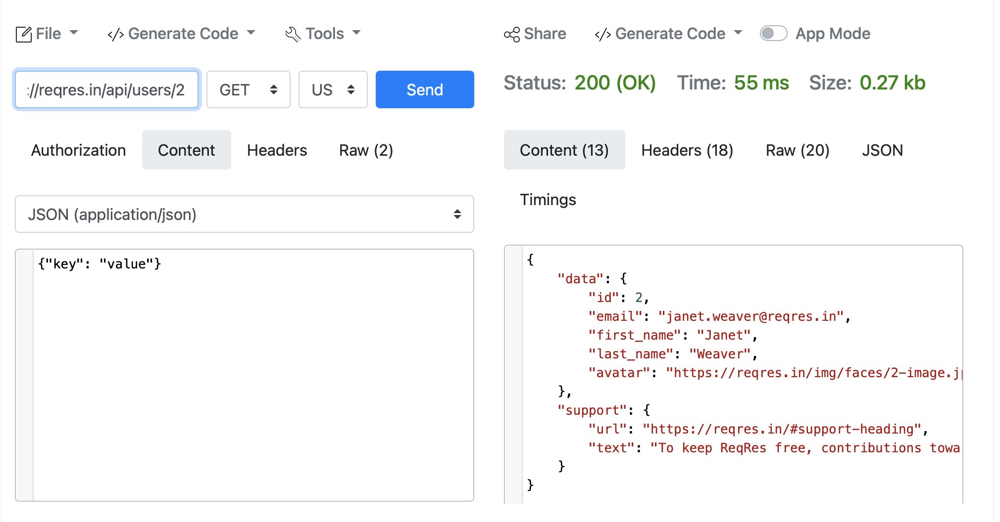 File
Generate Code
Tools
://reqres.in/api/users/2
GET
US
Send
Authorization
Content
Headers
Raw (2)
JSON (application/json)
{"key": "value"}
Share
</> Generate Code
App Mode
Status: 200 (OK) Time: 55 ms Size: 0.27 kb
Content (13)
Headers (18)
Raw (20)
JSON
Timings
{
"data": {
"id": 2,
"email": "janet.weaver@reqres.in",
"first_name": "Janet",
"last_name": "Weaver",
"avatar": "https://reqres.in/img/faces/2-image.j
},
"support": {
"url": "https://reqres.in/#support-heading",
"text": "To keep ReqRes free, contributions towa
}
}